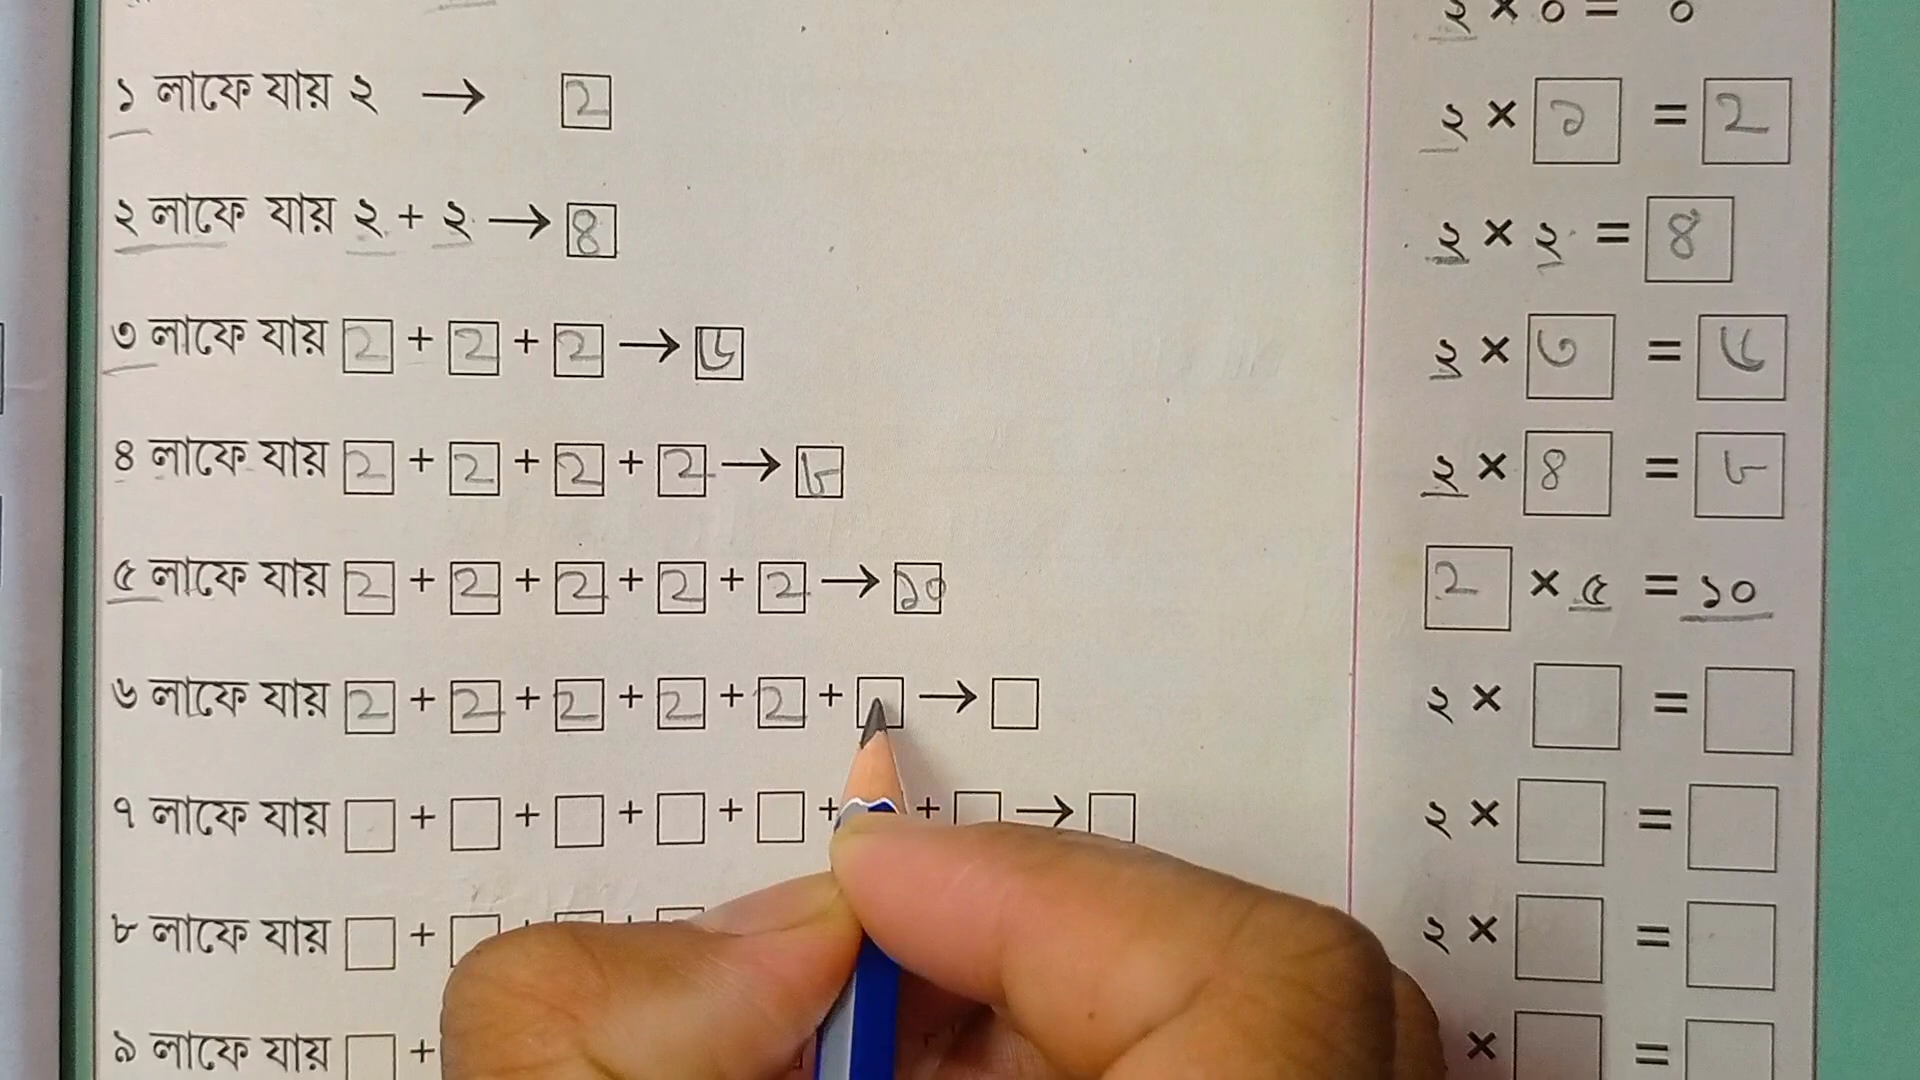 ২ × ০ = ০
১ লাফে যায় ২ → ২
২ × ১ = ২
২ লাফে যায় ২ + ২ → ৪
২ × ২ = ৪
৩ লাফে যায় ২ + ২ + ২ → ৬
২ × ৩ = ৬
৪ লাফে যায় ২ + ২ + ২ + ২ → ৮
২ × ৪ = ৮
৫ লাফে যায় ২ + ২ + ২ + ২ + ২ → ১০
২ × ৫ = ১০
৬ লাফে যায় ২ + ২ + ২ + ২ + ২ + →
২ × =
৭ লাফে যায় + + + + + + →
২ × =
৮ লাফে যায় +
২ × =
৯ লাফে যায় +
× =